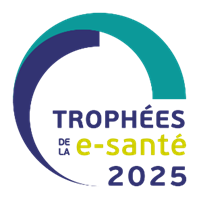 TROPHÉES
DE LA e-santé
2025